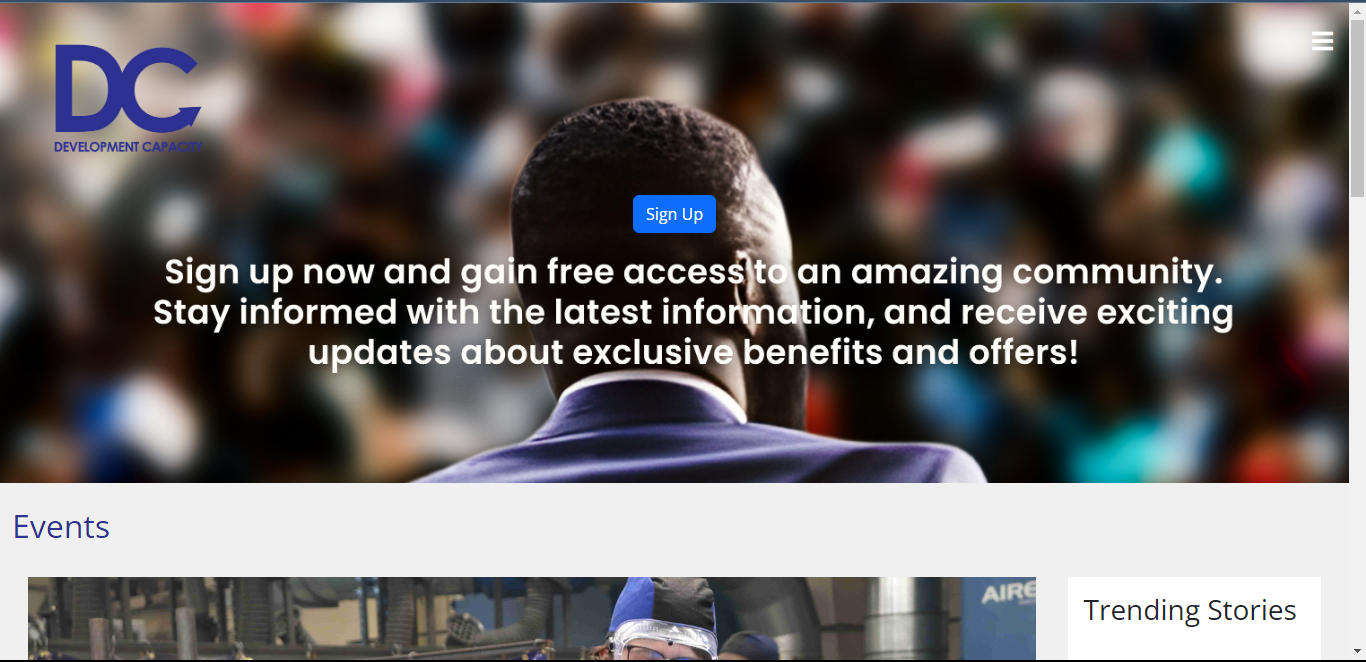 DC
DEVELOPMENT CAPACITY
Sign Up
Sign up now and gain free access to an amazing community.
Stay informed with the latest information, and receive exciting
updates about exclusive benefits and offers!
Events
AIRE
Trending Stories